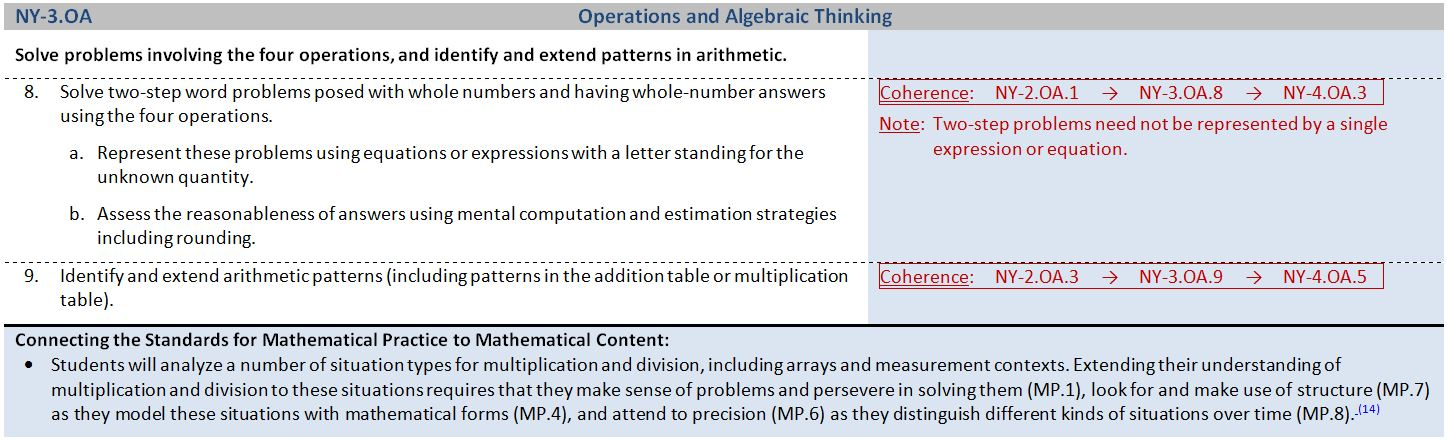 NY-3.OA Operations and Algebraic Thinking
Solve problems involving the four operations, and identify and extend patterns in arithmetic.
8. Solve two-step word problems posed with whole numbers and having whole-number answers
using the four operations.
a. Represent these problems using equations or expressions with a letter standing for the
unknown quantity.
b. Assess the reasonableness of answers using mental computation and estimation strategies
including rounding.
Coherence: NY-2.OA.1 → NY-3.OA.8 → NY-4.OA.3
Note: Two-step problems need not be represented by a single
expression or equation.
9. Identify and extend arithmetic patterns (including patterns in the addition table or multiplication
table).
Coherence: NY-2.OA.3 → NY-3.OA.9 → NY-4.OA.5
Connecting the Standards for Mathematical Practice to Mathematical Content:
• Students will analyze a number of situation types for multiplication and division, including arrays and measurement contexts. Extending their understanding of
multiplication and division to these situations requires that they make sense of problems and persevere in solving them (MP.1), look for and make use of structure (MP.7)
as they model these situations with mathematical forms (MP.4), and attend to precision (MP.6) as they distinguish different kinds of situations over time (MP.8). (14)